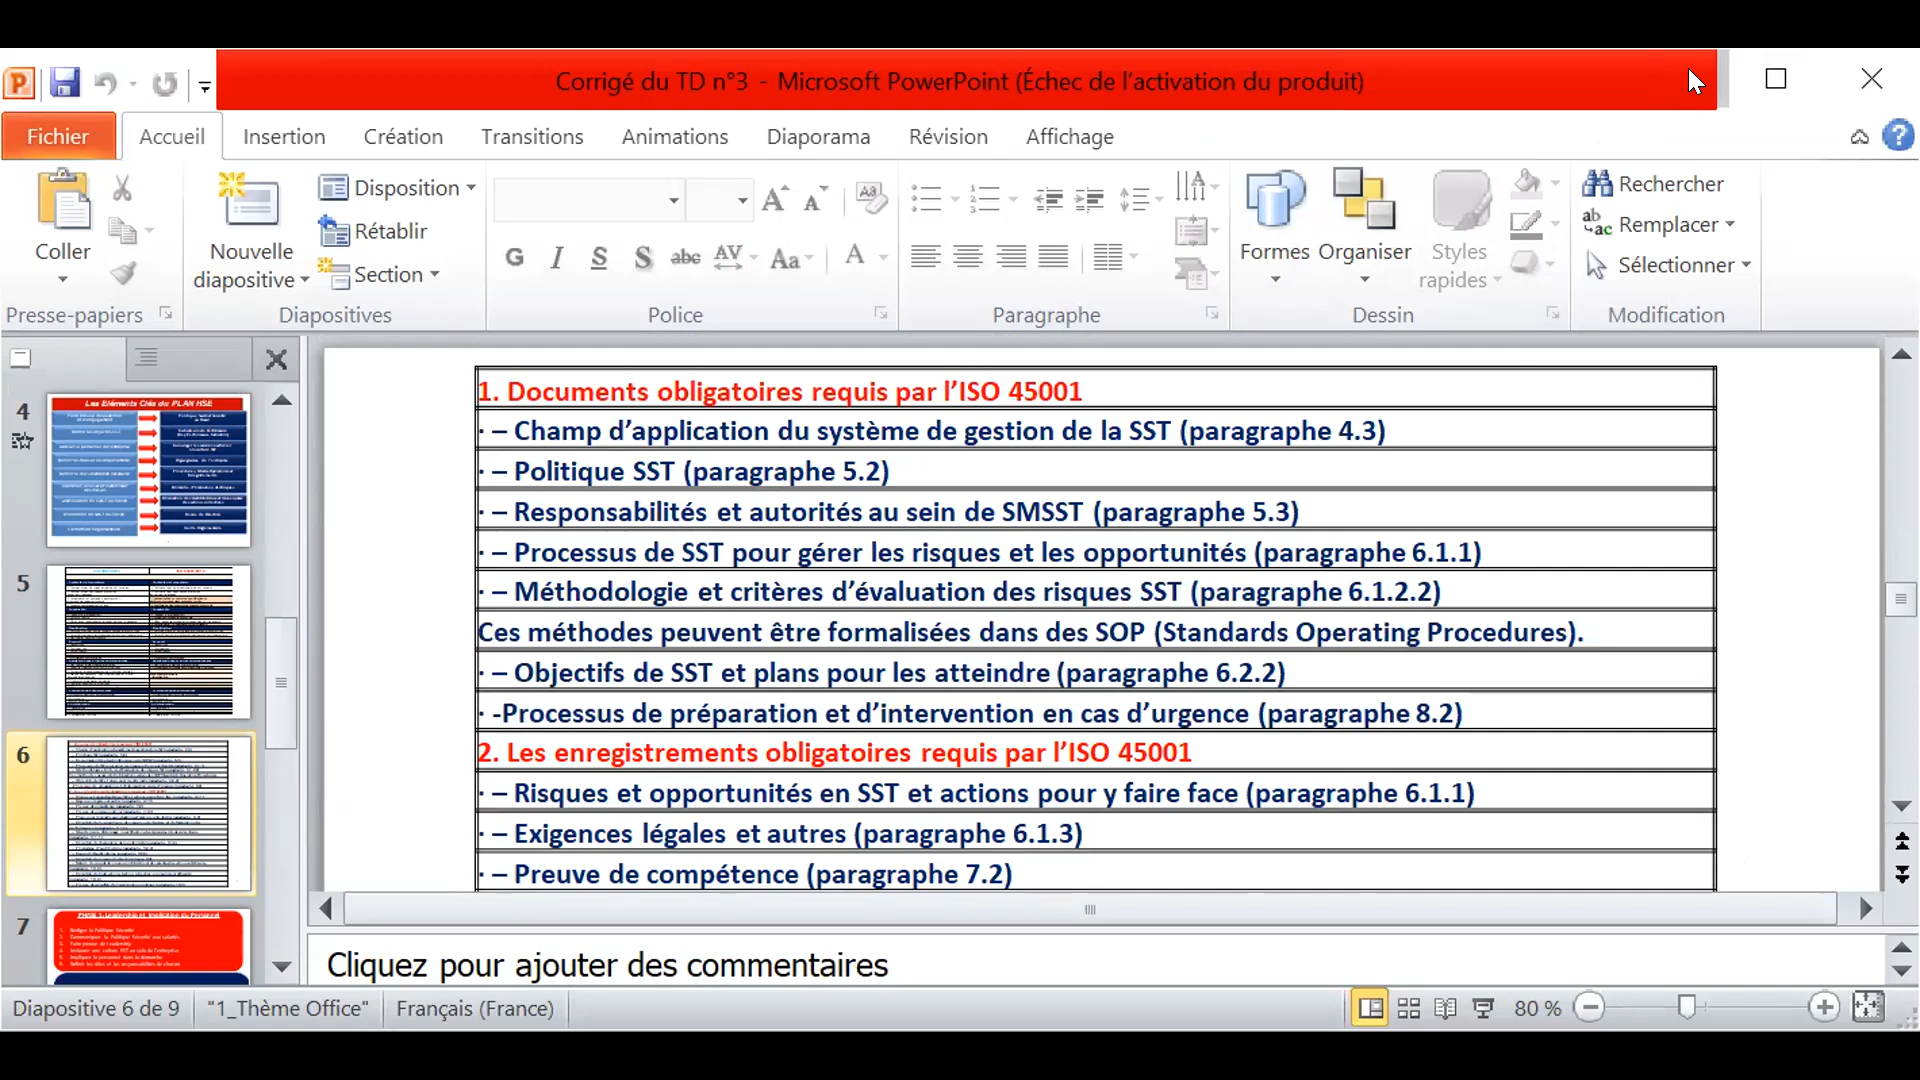 Corrigé du TD n°3 - Microsoft PowerPoint (Échec de l'activation du produit)
Fichier Accueil Insertion Création Transitions Animations Diaporama Révision Affichage
Coller
Presse-papiers
Nouvelle diapositive
Disposition
Rétablir
Section
Diapositives
G I S S abc AV Aa A
Police
Paragraphe
Formes
Organiser
Styles rapides
Dessin
Rechercher
Remplacer
Sélectionner
Modification
4
Les Eléments Clés du PLAN HSE
5
6
7
1. Documents obligatoires requis par l’ISO 45001
· – Champ d’application du système de gestion de la SST (paragraphe 4.3)
· – Politique SST (paragraphe 5.2)
· – Responsabilités et autorités au sein de SMSST (paragraphe 5.3)
· – Processus de SST pour gérer les risques et les opportunités (paragraphe 6.1.1)
· – Méthodologie et critères d’évaluation des risques SST (paragraphe 6.1.2.2)
Ces méthodes peuvent être formalisées dans des SOP (Standards Operating Procedures).
· – Objectifs de SST et plans pour les atteindre (paragraphe 6.2.2)
· -Processus de préparation et d’intervention en cas d’urgence (paragraphe 8.2)
2. Les enregistrements obligatoires requis par l’ISO 45001
· – Risques et opportunités en SST et actions pour y faire face (paragraphe 6.1.1)
· – Exigences légales et autres (paragraphe 6.1.3)
· – Preuve de compétence (paragraphe 7.2)
Cliquez pour ajouter des commentaires
Diapositive 6 de 9 "1_Thème Office" Français (France) 80 %